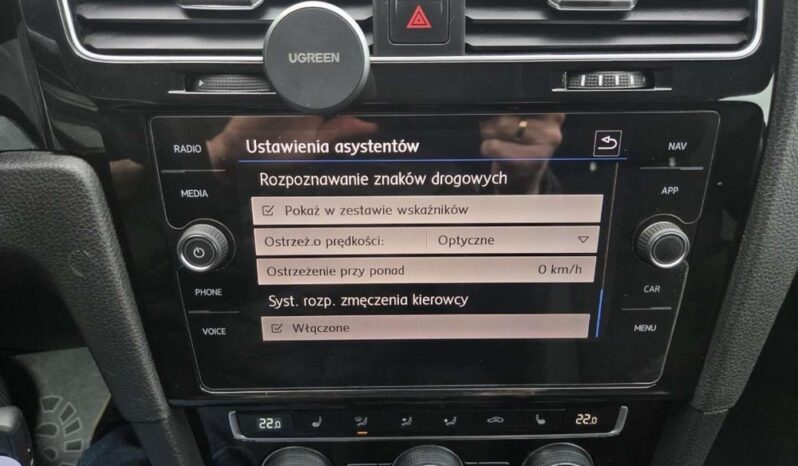 UGREEN
RADIO
Ustawienia asystentów
NAV
MEDIA
Rozpoznawanie znaków drogowych
APP
Pokaż w zestawie wskaźników
Ostrzeż.o prędkości: Optyczne
Ostrzeżenie przy ponad 0 km/h
PHONE
Syst. rozp. zmęczenia kierowcy
CAR
VOICE
Włączone
MENU
22.0 22.0